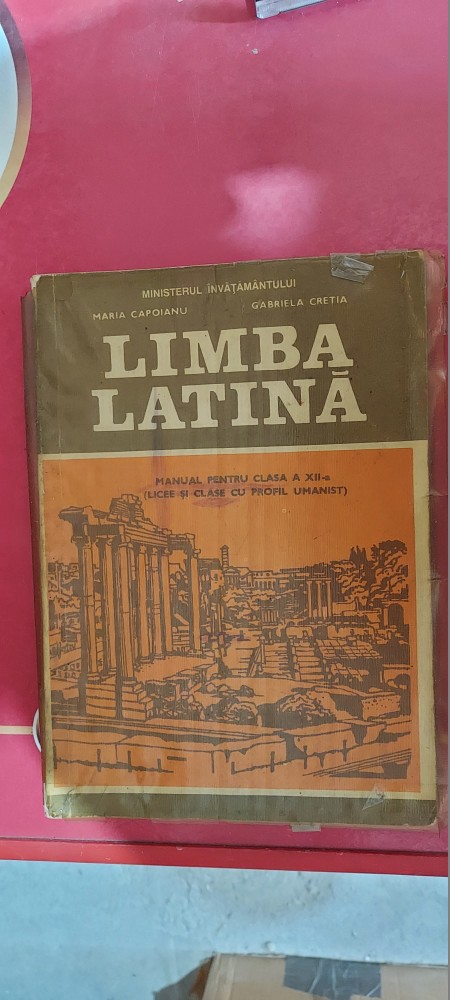 MINISTERUL ÎNVĂȚĂMÂNTULUI
MARIA CAPOIANU GABRIELA CREȚIA
LIMBA
LATINĂ
MANUAL PENTRU CLASA A XII-a
(LICEE ȘI CLASE CU PROFIL UMANIST)